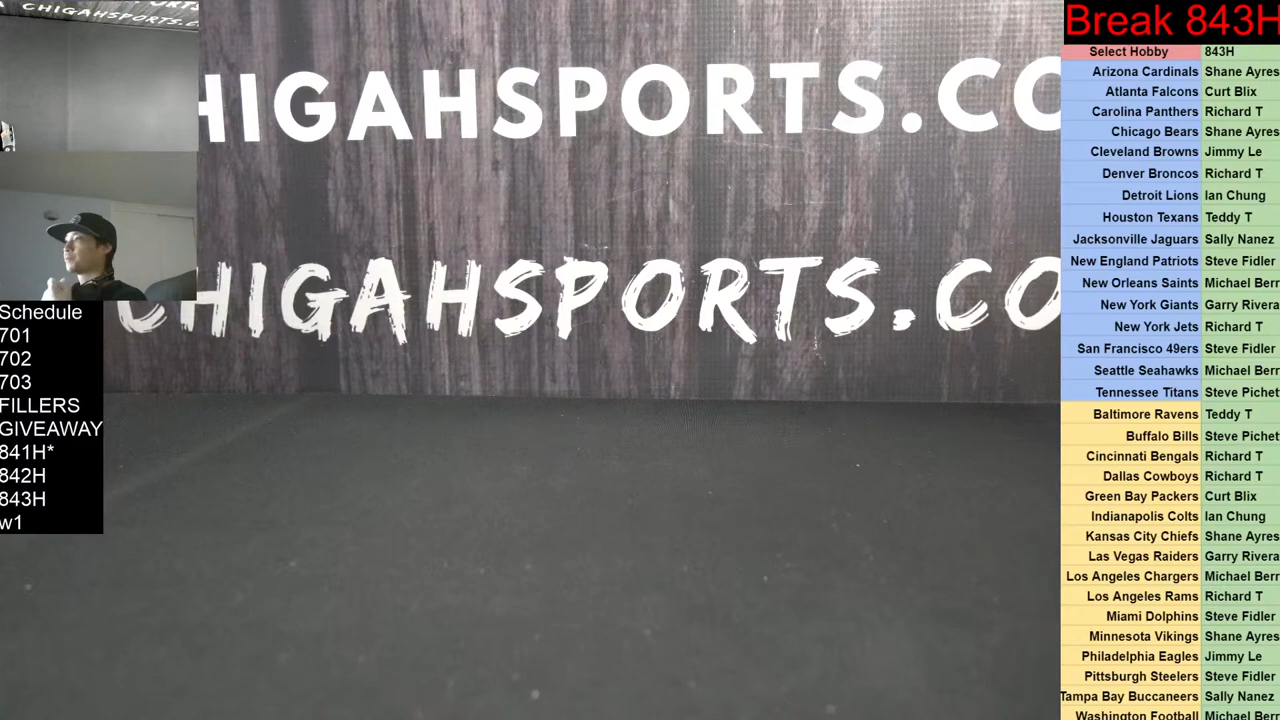 CHIGAHSPORTS.C
HIGAHSPORTS.CO
CHIGAHSPORTS.CO
Schedule
701
702
703
FILLERS
GIVEAWAY
841H*
842H
843H
w1
Break 843H
Select Hobby 843H
Arizona Cardinals Shane Ayres
Atlanta Falcons Curt Blix
Carolina Panthers Richard T
Chicago Bears Shane Ayres
Cleveland Browns Jimmy Le
Denver Broncos Richard T
Detroit Lions Ian Chung
Houston Texans Teddy T
Jacksonville Jaguars Sally Nanez
New England Patriots Steve Fidler
New Orleans Saints Michael Berr
New York Giants Garry Rivera
New York Jets Richard T
San Francisco 49ers Steve Fidler
Seattle Seahawks Michael Berr
Tennessee Titans Steve Pichet
Baltimore Ravens Teddy T
Buffalo Bills Steve Pichet
Cincinnati Bengals Richard T
Dallas Cowboys Richard T
Green Bay Packers Curt Blix
Indianapolis Colts Ian Chung
Kansas City Chiefs Shane Ayres
Las Vegas Raiders Garry Rivera
Los Angeles Chargers Michael Berr
Los Angeles Rams Richard T
Miami Dolphins Steve Fidler
Minnesota Vikings Shane Ayres
Philadelphia Eagles Jimmy Le
Pittsburgh Steelers Steve Fidler
Tampa Bay Buccaneers Sally Nanez
Washington Football Michael Berr